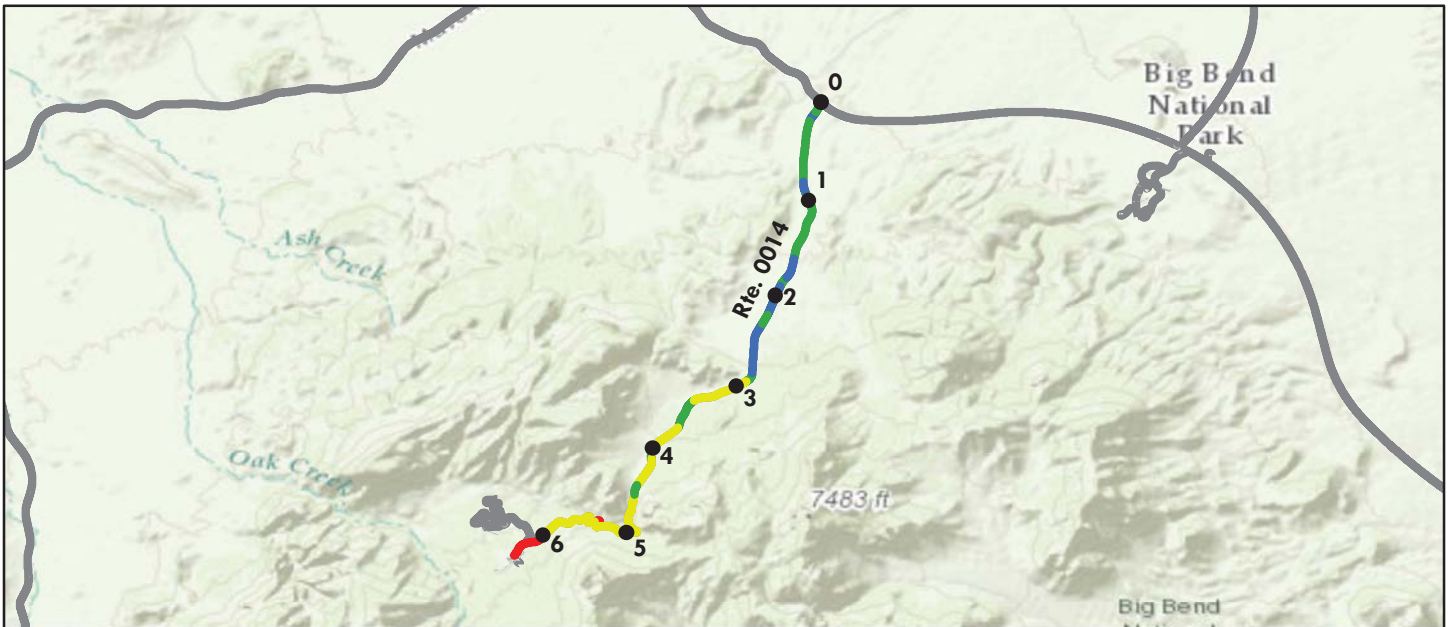 0
Big Bend
National
Park
1
Ash Creek
Rte. 0014
2
3
4
Oak Creek
7483 ft
6
5
Big Bend